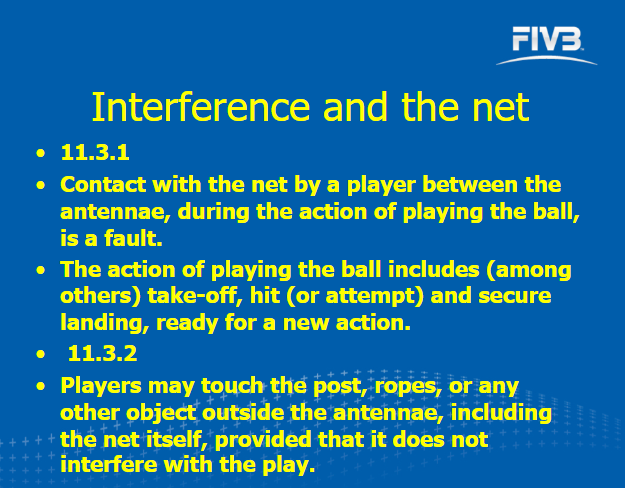 FIVB
Interference and the net
• 11.3.1
• Contact with the net by a player between the
antennae, during the action of playing the ball,
is a fault.
• The action of playing the ball includes (among
others) take-off, hit (or attempt) and secure
landing, ready for a new action.
• 11.3.2
• Players may touch the post, ropes, or any
other object outside the antennae, including
the net itself, provided that it does not
interfere with the play.